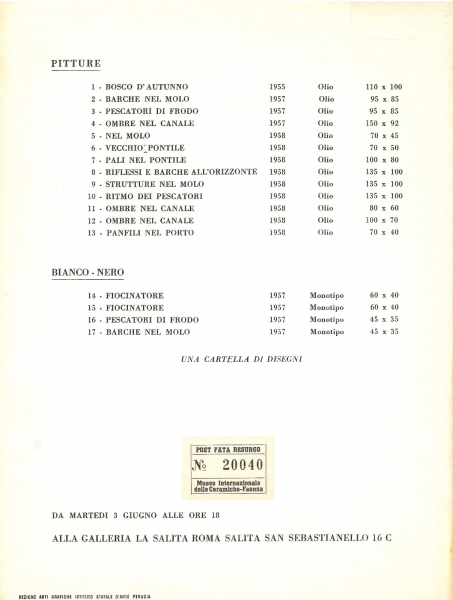 PITTURE
1 - BOSCO D'AUTUNNO 1955 Olio 110 x 100
2 - BARCHE NEL MOLO 1957 Olio 95 x 85
3 - PESCATORI DI FRODO 1957 Olio 95 x 85
4 - OMBRE NEL CANALE 1957 Olio 150 x 92
5 - NEL MOLO 1958 Olio 70 x 45
6 - VECCHIO PONTILE 1958 Olio 70 x 50
7 - PALI NEL PONTILE 1958 Olio 100 x 80
8 - RIFLESSI E BARCHE ALL'ORIZZONTE 1958 Olio 135 x 100
9 - STRUTTURE NEL MOLO 1958 Olio 135 x 100
10 - RITMO DEI PESCATORI 1958 Olio 135 x 100
11 - OMBRE NEL CANALE 1958 Olio 80 x 60
12 - OMBRE NEL CANALE 1958 Olio 100 x 70
13 - PANFILI NEL PORTO 1958 Olio 70 x 40
BIANCO - NERO
14 - FIOCINATORE 1957 Monotipo 60 x 40
15 - FIOCINATORE 1957 Monotipo 60 x 40
16 - PESCATORI DI FRODO 1957 Monotipo 45 x 35
17 - BARCHE NEL MOLO 1957 Monotipo 45 x 35
UNA CARTELLA DI DISEGNI
POST FATA RESURGO
No 20040
Museo Internazionale
delle Ceramiche-Faenza
DA MARTEDI 3 GIUGNO ALLE ORE 18
ALLA GALLERIA LA SALITA ROMA SALITA SAN SEBASTIANELLO 16 C
SEZIONE ARTI GRAFICHE ISTITUTO STATALE D'ARTE PERUGIA